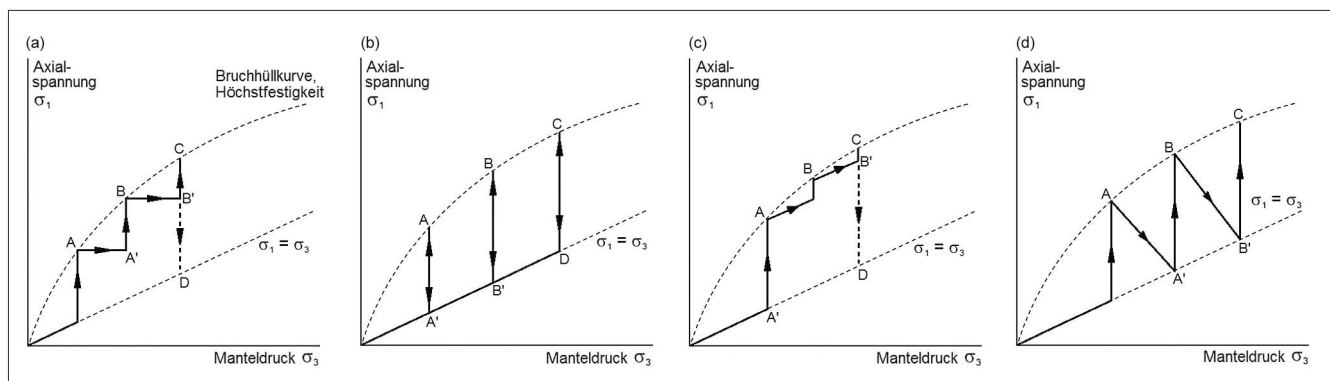 (a)
Axial-
spannung
σ₁
Bruchhüllkurve,
Höchstfestigkeit
C
B
B'
A
A'
σ₁ = σ₃
D
Manteldruck σ₃
(b)
Axial-
spannung
σ₁
C
B
A
σ₁ = σ₃
D
B'
A'
Manteldruck σ₃
(c)
Axial-
spannung
σ₁
C
B
B'
A
σ₁ = σ₃
D
A'
Manteldruck σ₃
(d)
Axial-
spannung
σ₁
C
B
A
σ₁ = σ₃
B'
A'
Manteldruck σ₃